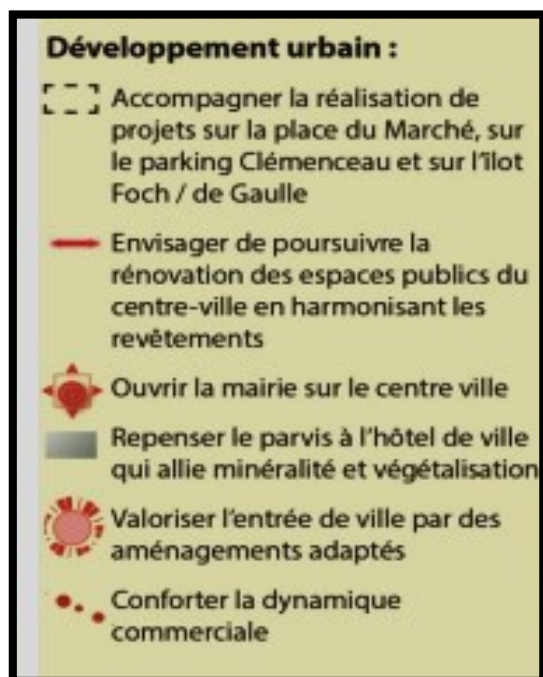 Développement urbain :
Accompagner la réalisation de
projets sur la place du Marché, sur
le parking Clémenceau et sur l'îlot
Foch / de Gaulle
Envisager de poursuivre la
rénovation des espaces publics du
centre-ville en harmonisant les
revêtements
Ouvrir la mairie sur le centre ville
Repenser le parvis à l'hôtel de ville
qui allie minéralité et végétalisation
Valoriser l'entrée de ville par des
aménagements adaptés
Conforter la dynamique
commerciale